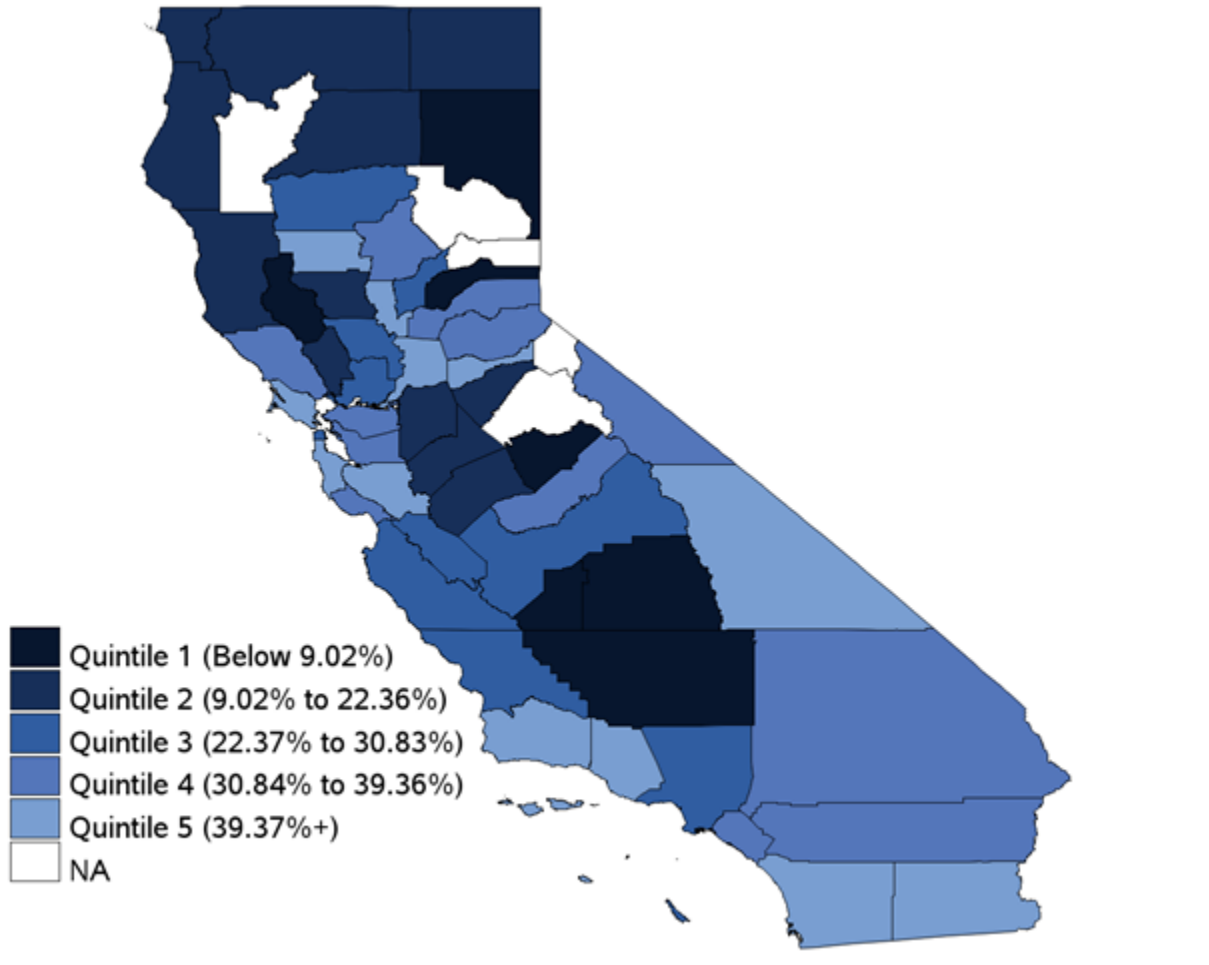 Quintile 1 (Below 9.02%)
Quintile 2 (9.02% to 22.36%)
Quintile 3 (22.37% to 30.83%)
Quintile 4 (30.84% to 39.36%)
Quintile 5 (39.37%+)
NA